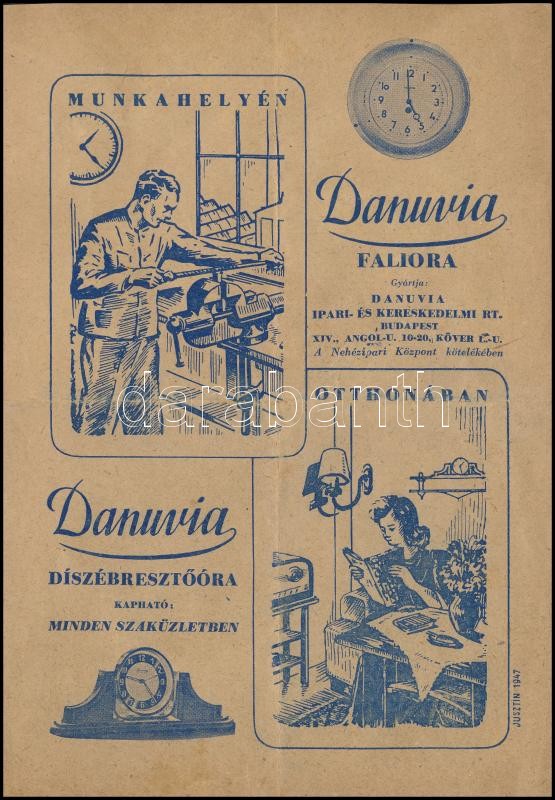 MUNKAHELYÉN
Danuvia
FALIORA
Gyártja:
DANUVIA
IPARI- ÉS KERESKEDELMI RT.
BUDAPEST
XIV., ANGOL-U. 10-20., KÖVER L.-U.
A Nehézipari Központ kötelékében
OTTHONÁBAN
Danuvia
DÍSZÉBRESZTŐÓRA
KAPHATÓ:
MINDEN SZAKÜZLETBEN
JUSZTIN 1947
darabanth